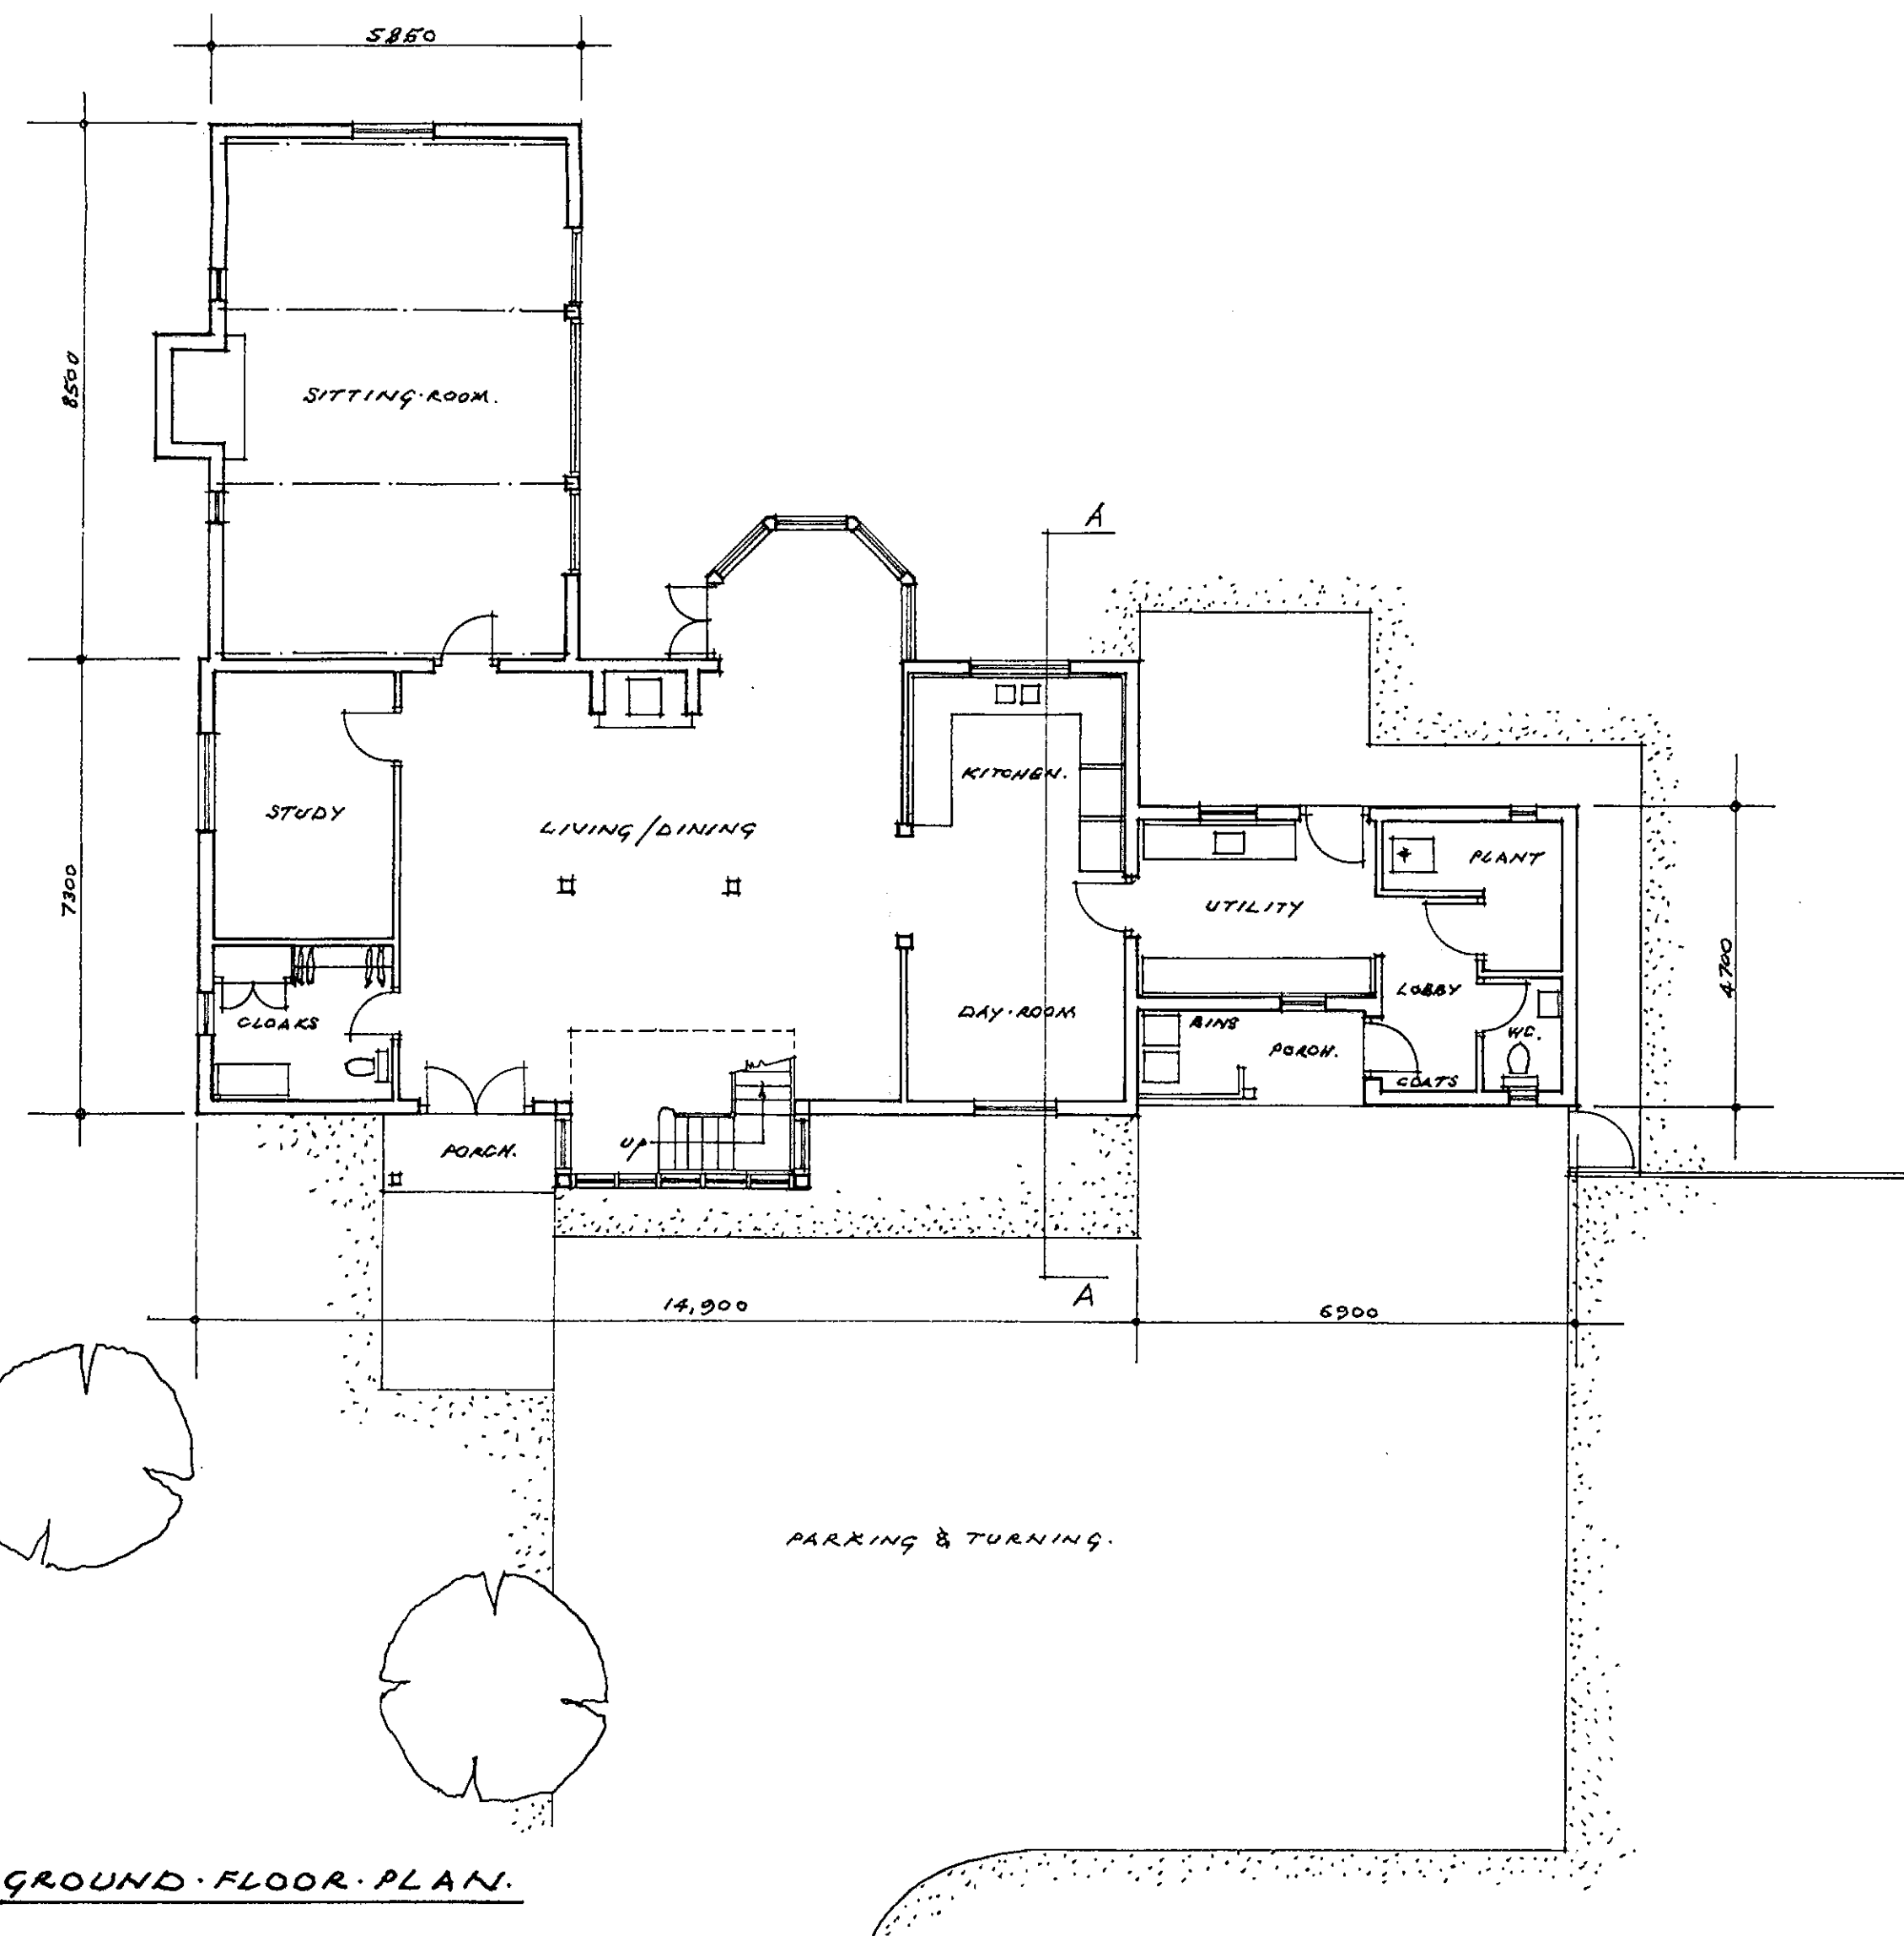 5850
8500
SITTING·ROOM.
A
KITCHEN.
STUDY
LIVING/DINING
PLANT
UTILITY
7300
4700
LOBBY
CLOAKS
DAY·ROOM
BINS
PORCH.
WC.
COATS
PORCH.
UP
14,900
A
6900
PARKING & TURNING.
GROUND·FLOOR·PLAN.